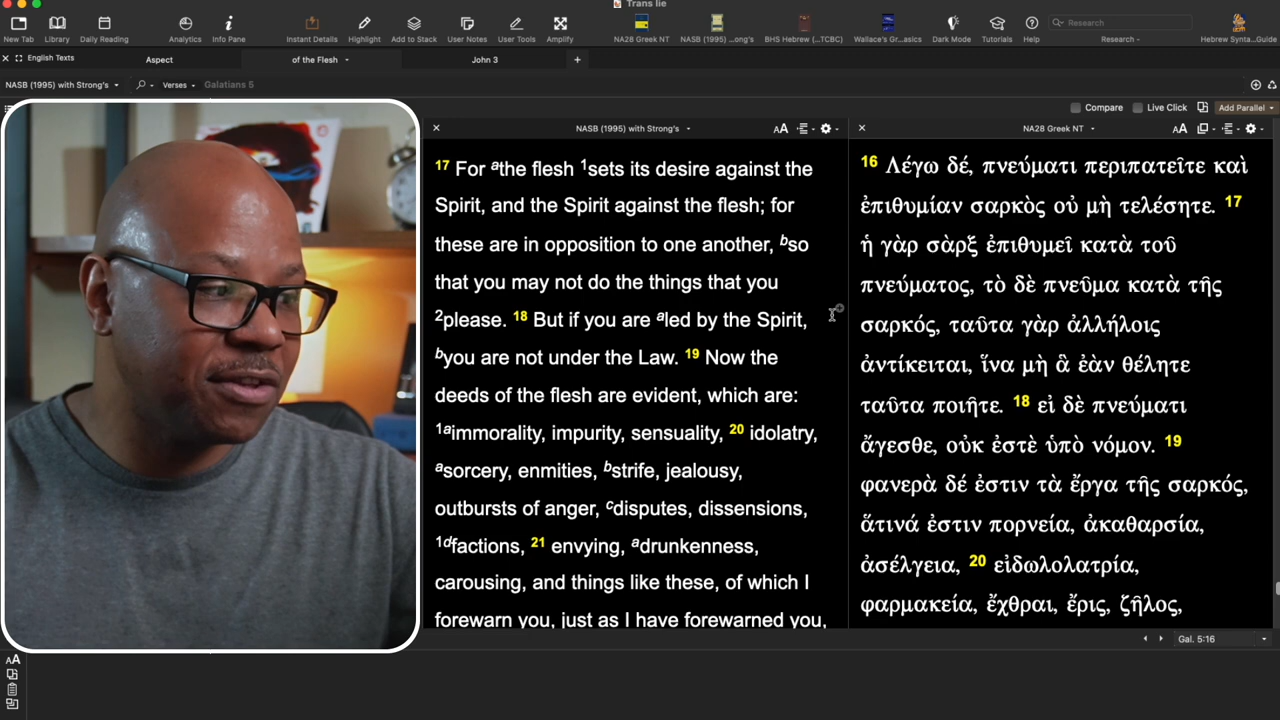 Trans lie
New Tab
Library
Daily Reading
Analytics
Info Pane
Instant Details
Highlight
Add to Stack
User Notes
User Tools
Amplify
NA28 Greek NT
NASB (1995) ...ong's
BHS Hebrew (...TCBC)
Wallace's Gr...asics
Dark Mode
Tutorials
Help
Research
Research
Hebrew Synta...Guide
English Texts
Aspect
of the Flesh
John 3
+
NASB (1995) with Strong's
Verses
Galatians 5
Compare
Live Click
Add Parallel
NASB (1995) with Strong's
AA
17 For athe flesh 1sets its desire against the
Spirit, and the Spirit against the flesh; for
these are in opposition to one another, bso
that you may not do the things that you
2please. 18 But if you are aled by the Spirit,
byou are not under the Law. 19 Now the
deeds of the flesh are evident, which are:
1aimmorality, impurity, sensuality, 20 idolatry,
asorcery, enmities, bstrife, jealousy,
outbursts of anger, cdisputes, dissensions,
1dfactions, 21 envying, adrunkenness,
carousing, and things like these, of which I
forewarn you, just as I have forewarned you,
NA28 Greek NT
AA
16 Λέγω δέ, πνεύματι περιπατεῖτε καὶ
ἐπιθυμίαν σαρκὸς οὐ μὴ τελέσητε. 17
ἡ γὰρ σὰρξ ἐπιθυμεῖ κατὰ τοῦ
πνεύματος, τὸ δὲ πνεῦμα κατὰ τῆς
σαρκός, ταῦτα γὰρ ἀλλήλοις
ἀντίκειται, ἵνα μὴ ἃ ἐὰν θέλητε
ταῦτα ποιῆτε. 18 εἰ δὲ πνεύματι
ἄγεσθε, οὐκ ἐστὲ ὑπὸ νόμον. 19
φανερὰ δέ ἐστιν τὰ ἔργα τῆς σαρκός,
ἅτινά ἐστιν πορνεία, ἀκαθαρσία,
ἀσέλγεια, 20 εἰδωλολατρία,
φαρμακεία, ἔχθραι, ἔρις, ζῆλος,
Gal. 5:16
AA